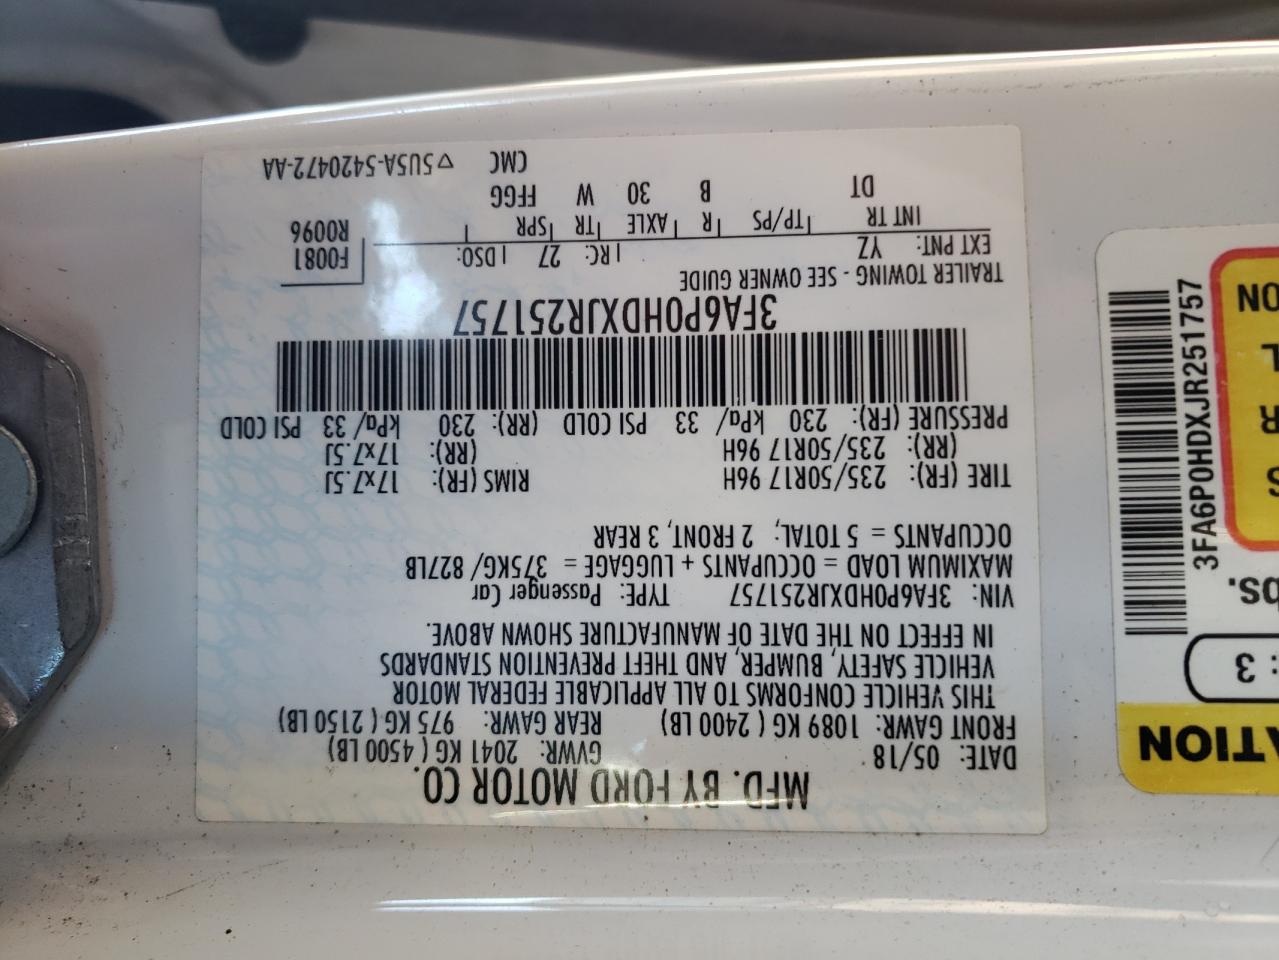 MFD. BY FORD MOTOR CO.
DATE: 05/18 GVWR: 2041 KG ( 4500 LB)
FRONT GAWR: 1089 KG ( 2400 LB) REAR GAWR: 975 KG ( 2150 LB)
THIS VEHICLE CONFORMS TO ALL APPLICABLE FEDERAL MOTOR
VEHICLE SAFETY, BUMPER, AND THEFT PREVENTION STANDARDS
IN EFFECT ON THE DATE OF MANUFACTURE SHOWN ABOVE.
VIN: 3FA6P0HDXJR251757 TYPE: Passenger Car
MAXIMUM LOAD = OCCUPANTS + LUGGAGE = 375KG/ 827LB
OCCUPANTS = 5 TOTAL; 2 FRONT, 3 REAR
TIRE (FR): 235/50R17 96H RIMS (FR): 17x7.5J
(RR): 235/50R17 96H (RR): 17x7.5J
PRESSURE (FR): 230 kPa/ 33 PSI COLD (RR): 230 kPa/ 33 PSI COLD
3FA6P0HDXJR251757
TRAILER TOWING - SEE OWNER GUIDE
EXT PNT: YZ RC: 27 DSO: F0081
R0096
INT TR TP/PS R AXLE TR SPR
DT B 30 W FFGG
CMC ▽5U5A-5420472-AA
ATION
: 3
bs.
S
R
L
ON
3FA6P0HDXJR251757